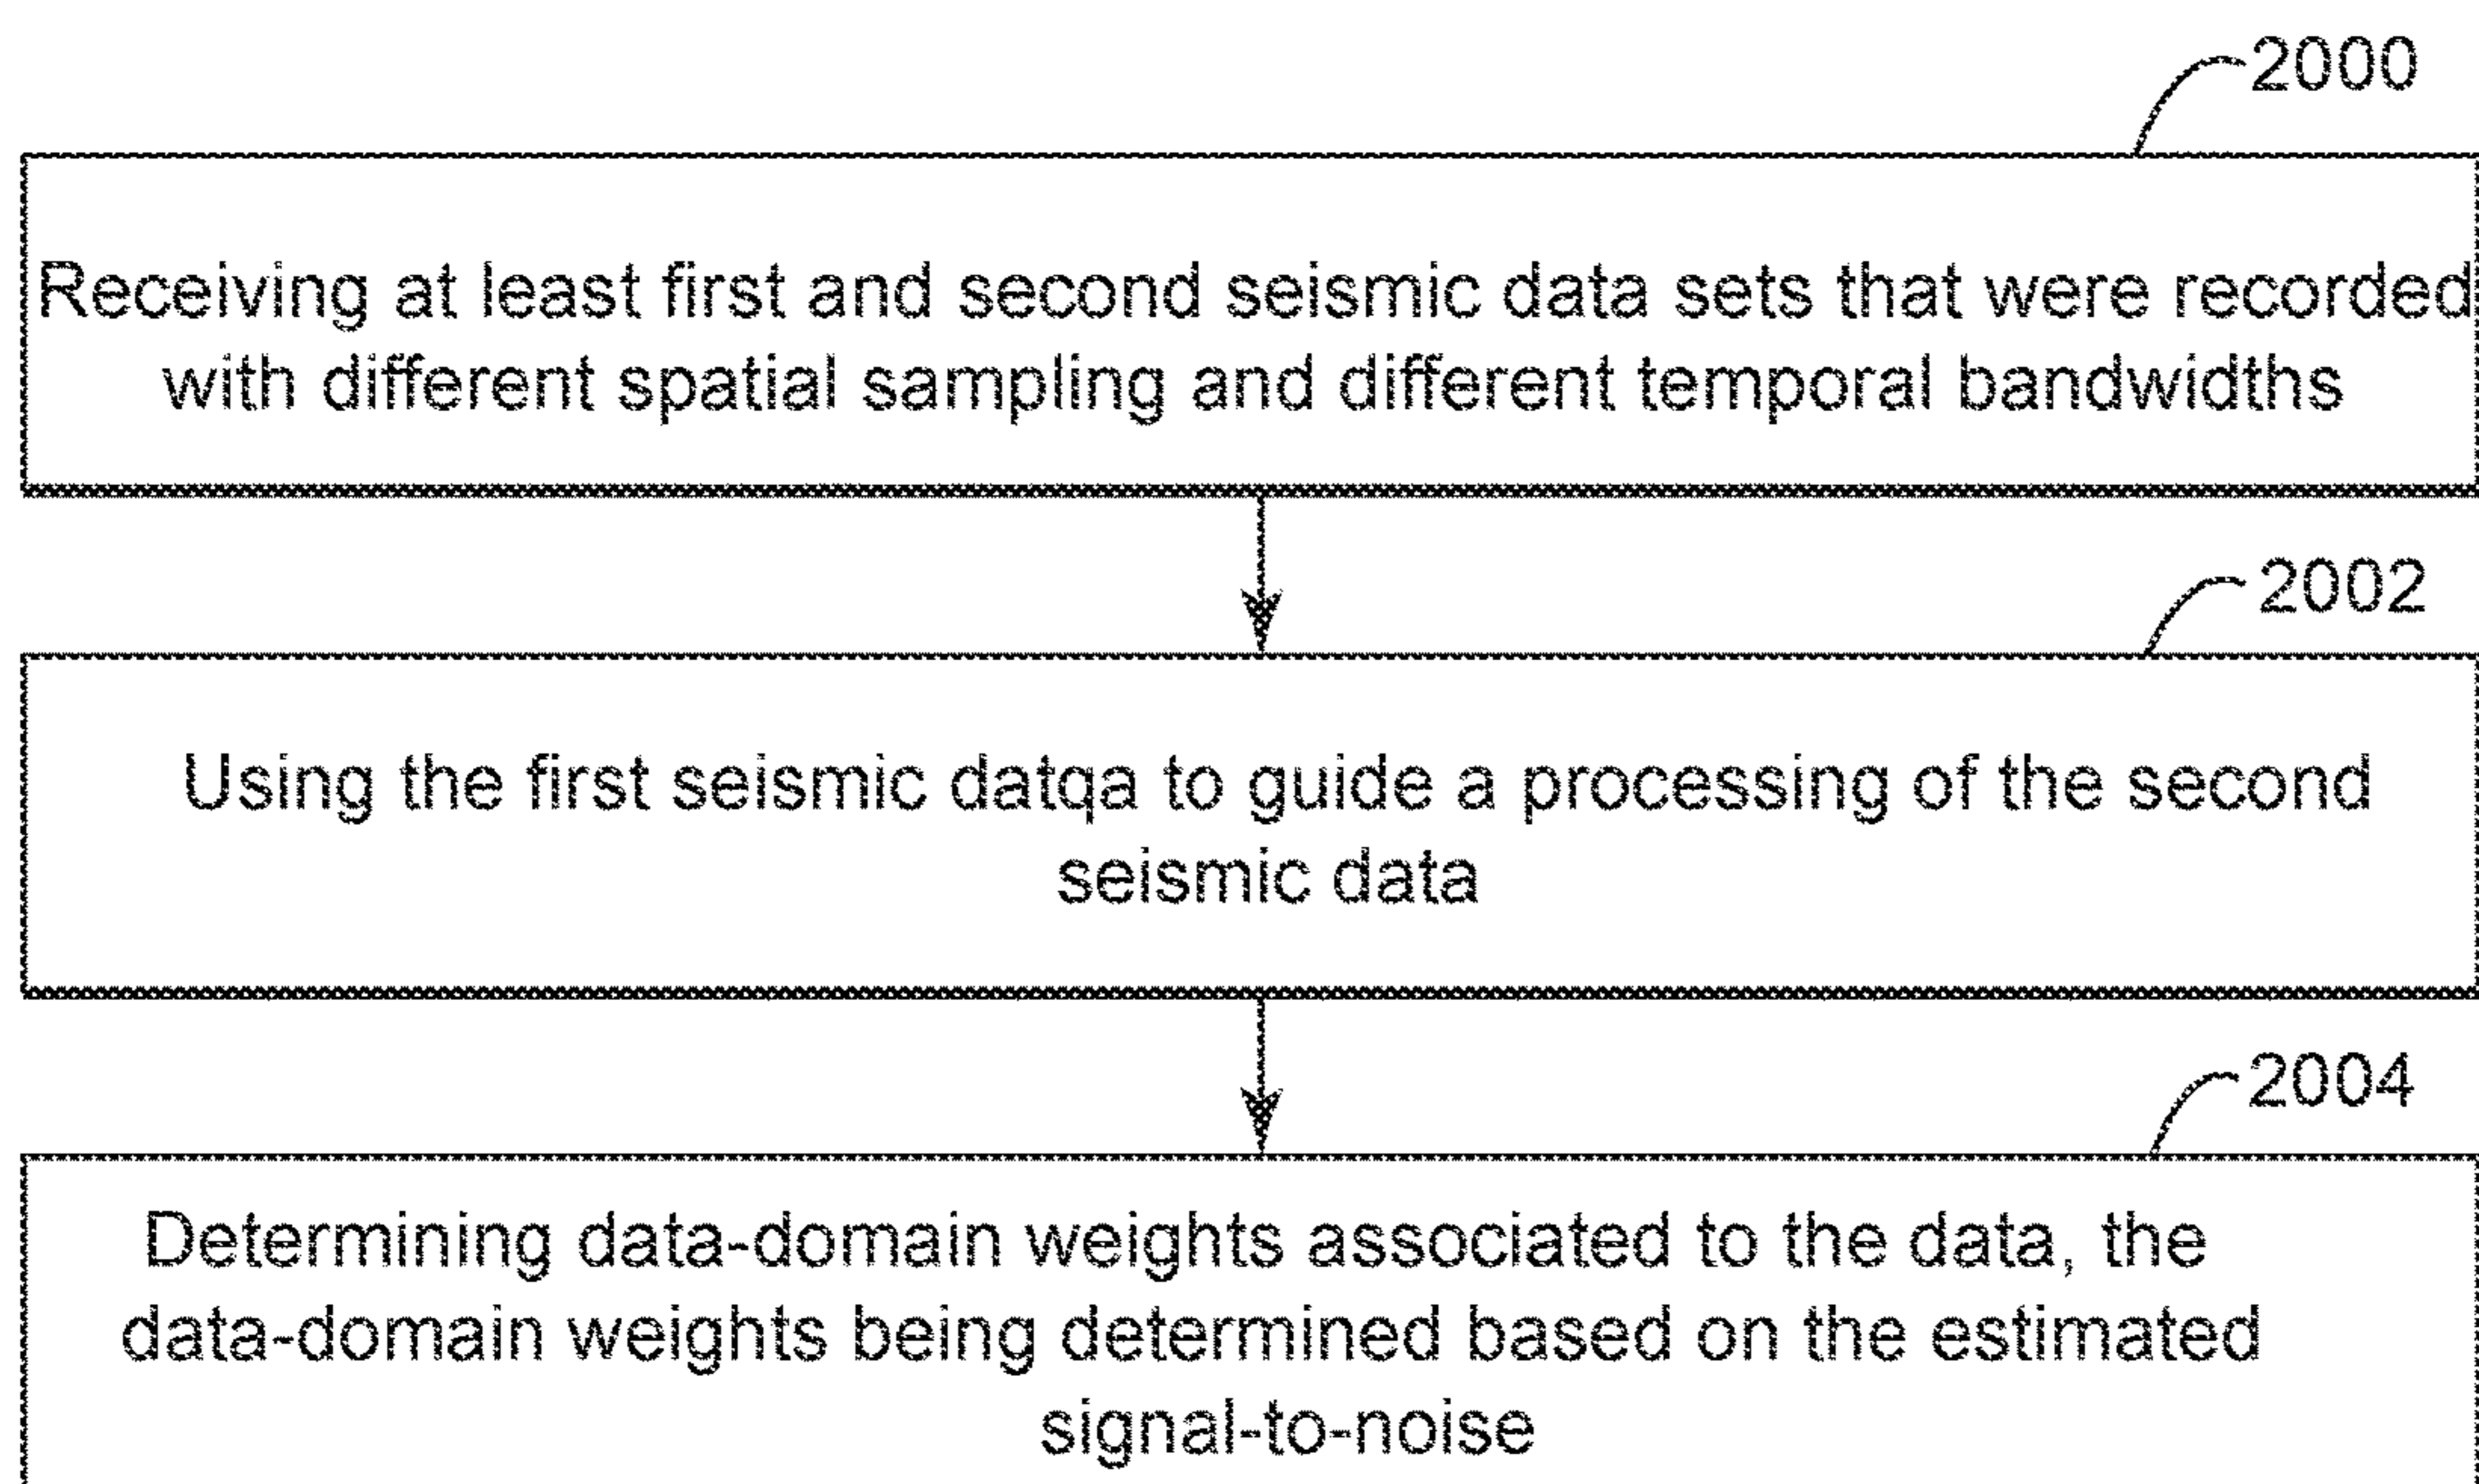 2000
Receiving at least first and second seismic data sets that were recorded
with different spatial sampling and different temporal bandwidths
2002
Using the first seismic datqa to guide a processing of the second
seismic data
2004
Determining data-domain weights associated to the data, the
data-domain weights being determined based on the estimated
signal-to-noise